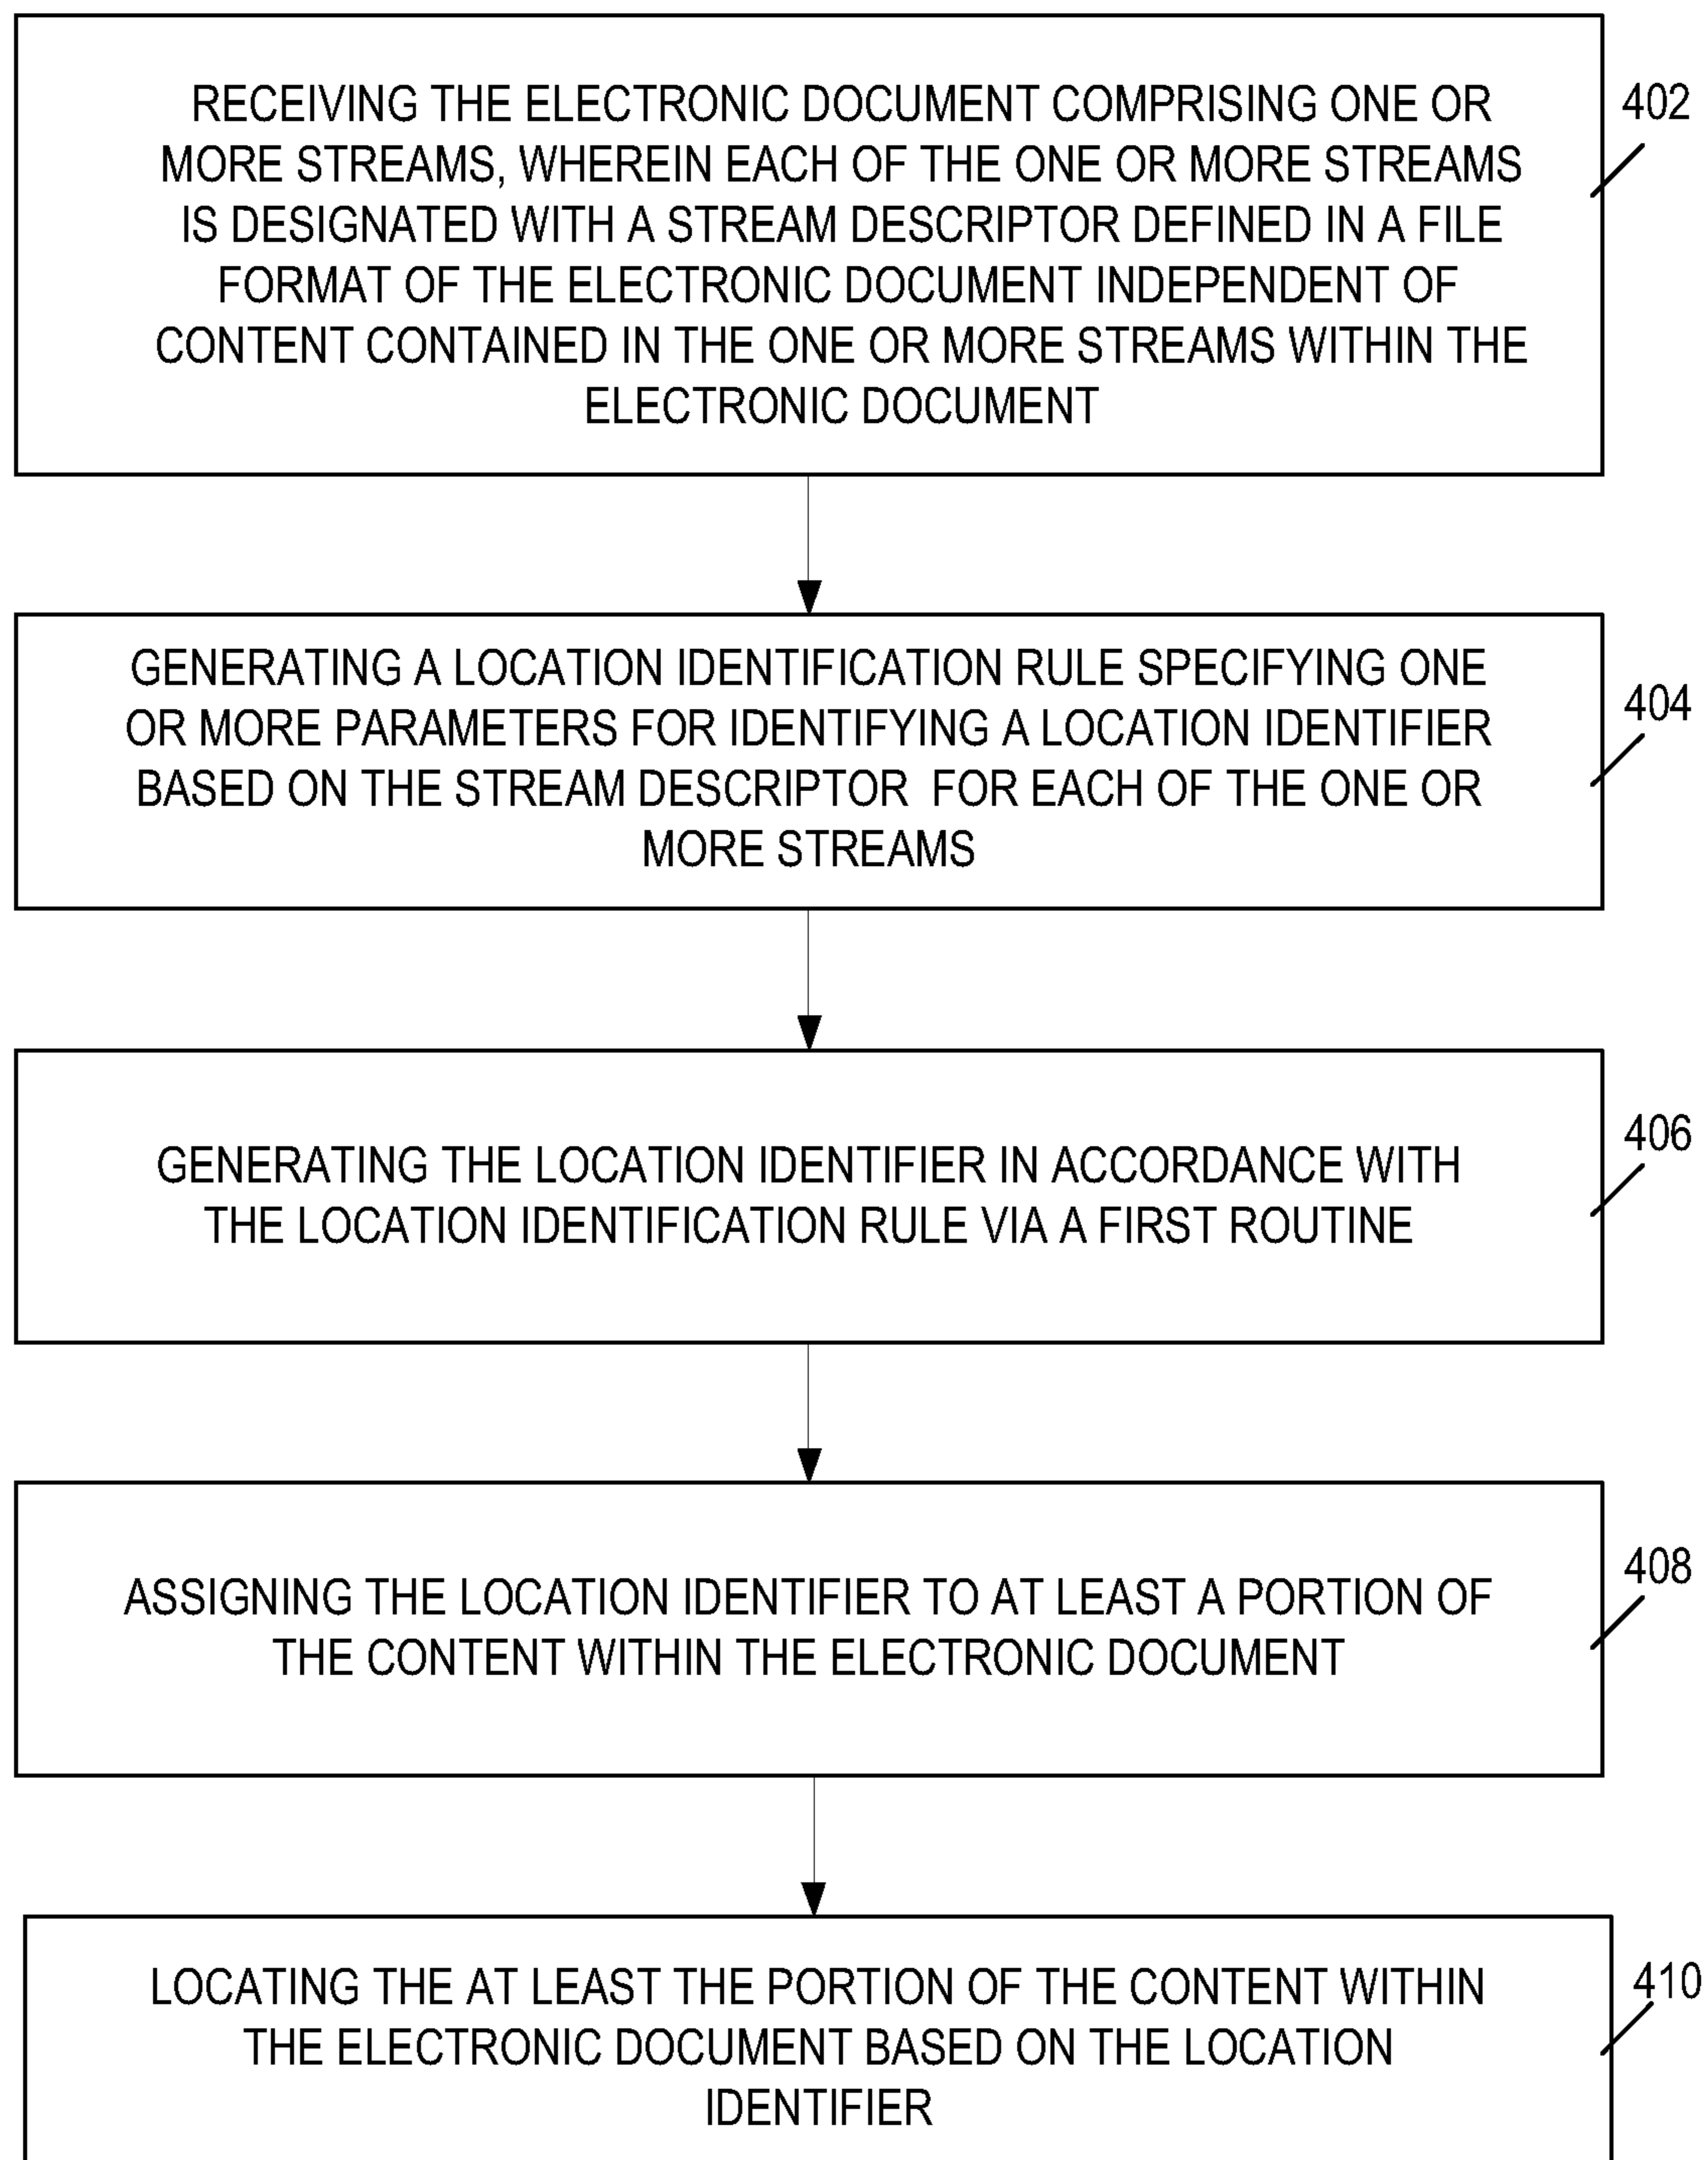 RECEIVING THE ELECTRONIC DOCUMENT COMPRISING ONE OR
MORE STREAMS, WHEREIN EACH OF THE ONE OR MORE STREAMS
IS DESIGNATED WITH A STREAM DESCRIPTOR DEFINED IN A FILE
FORMAT OF THE ELECTRONIC DOCUMENT INDEPENDENT OF
CONTENT CONTAINED IN THE ONE OR MORE STREAMS WITHIN THE
ELECTRONIC DOCUMENT
402
GENERATING A LOCATION IDENTIFICATION RULE SPECIFYING ONE
OR MORE PARAMETERS FOR IDENTIFYING A LOCATION IDENTIFIER
BASED ON THE STREAM DESCRIPTOR FOR EACH OF THE ONE OR
MORE STREAMS
404
GENERATING THE LOCATION IDENTIFIER IN ACCORDANCE WITH
THE LOCATION IDENTIFICATION RULE VIA A FIRST ROUTINE
406
ASSIGNING THE LOCATION IDENTIFIER TO AT LEAST A PORTION OF
THE CONTENT WITHIN THE ELECTRONIC DOCUMENT
408
LOCATING THE AT LEAST THE PORTION OF THE CONTENT WITHIN
THE ELECTRONIC DOCUMENT BASED ON THE LOCATION
IDENTIFIER
410